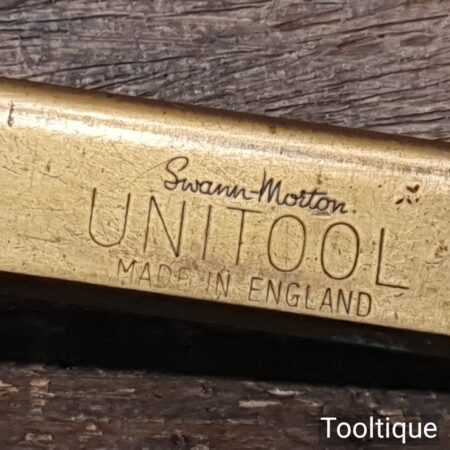 Swann-Morton
UNITOOL
MADE IN ENGLAND
Tooltique